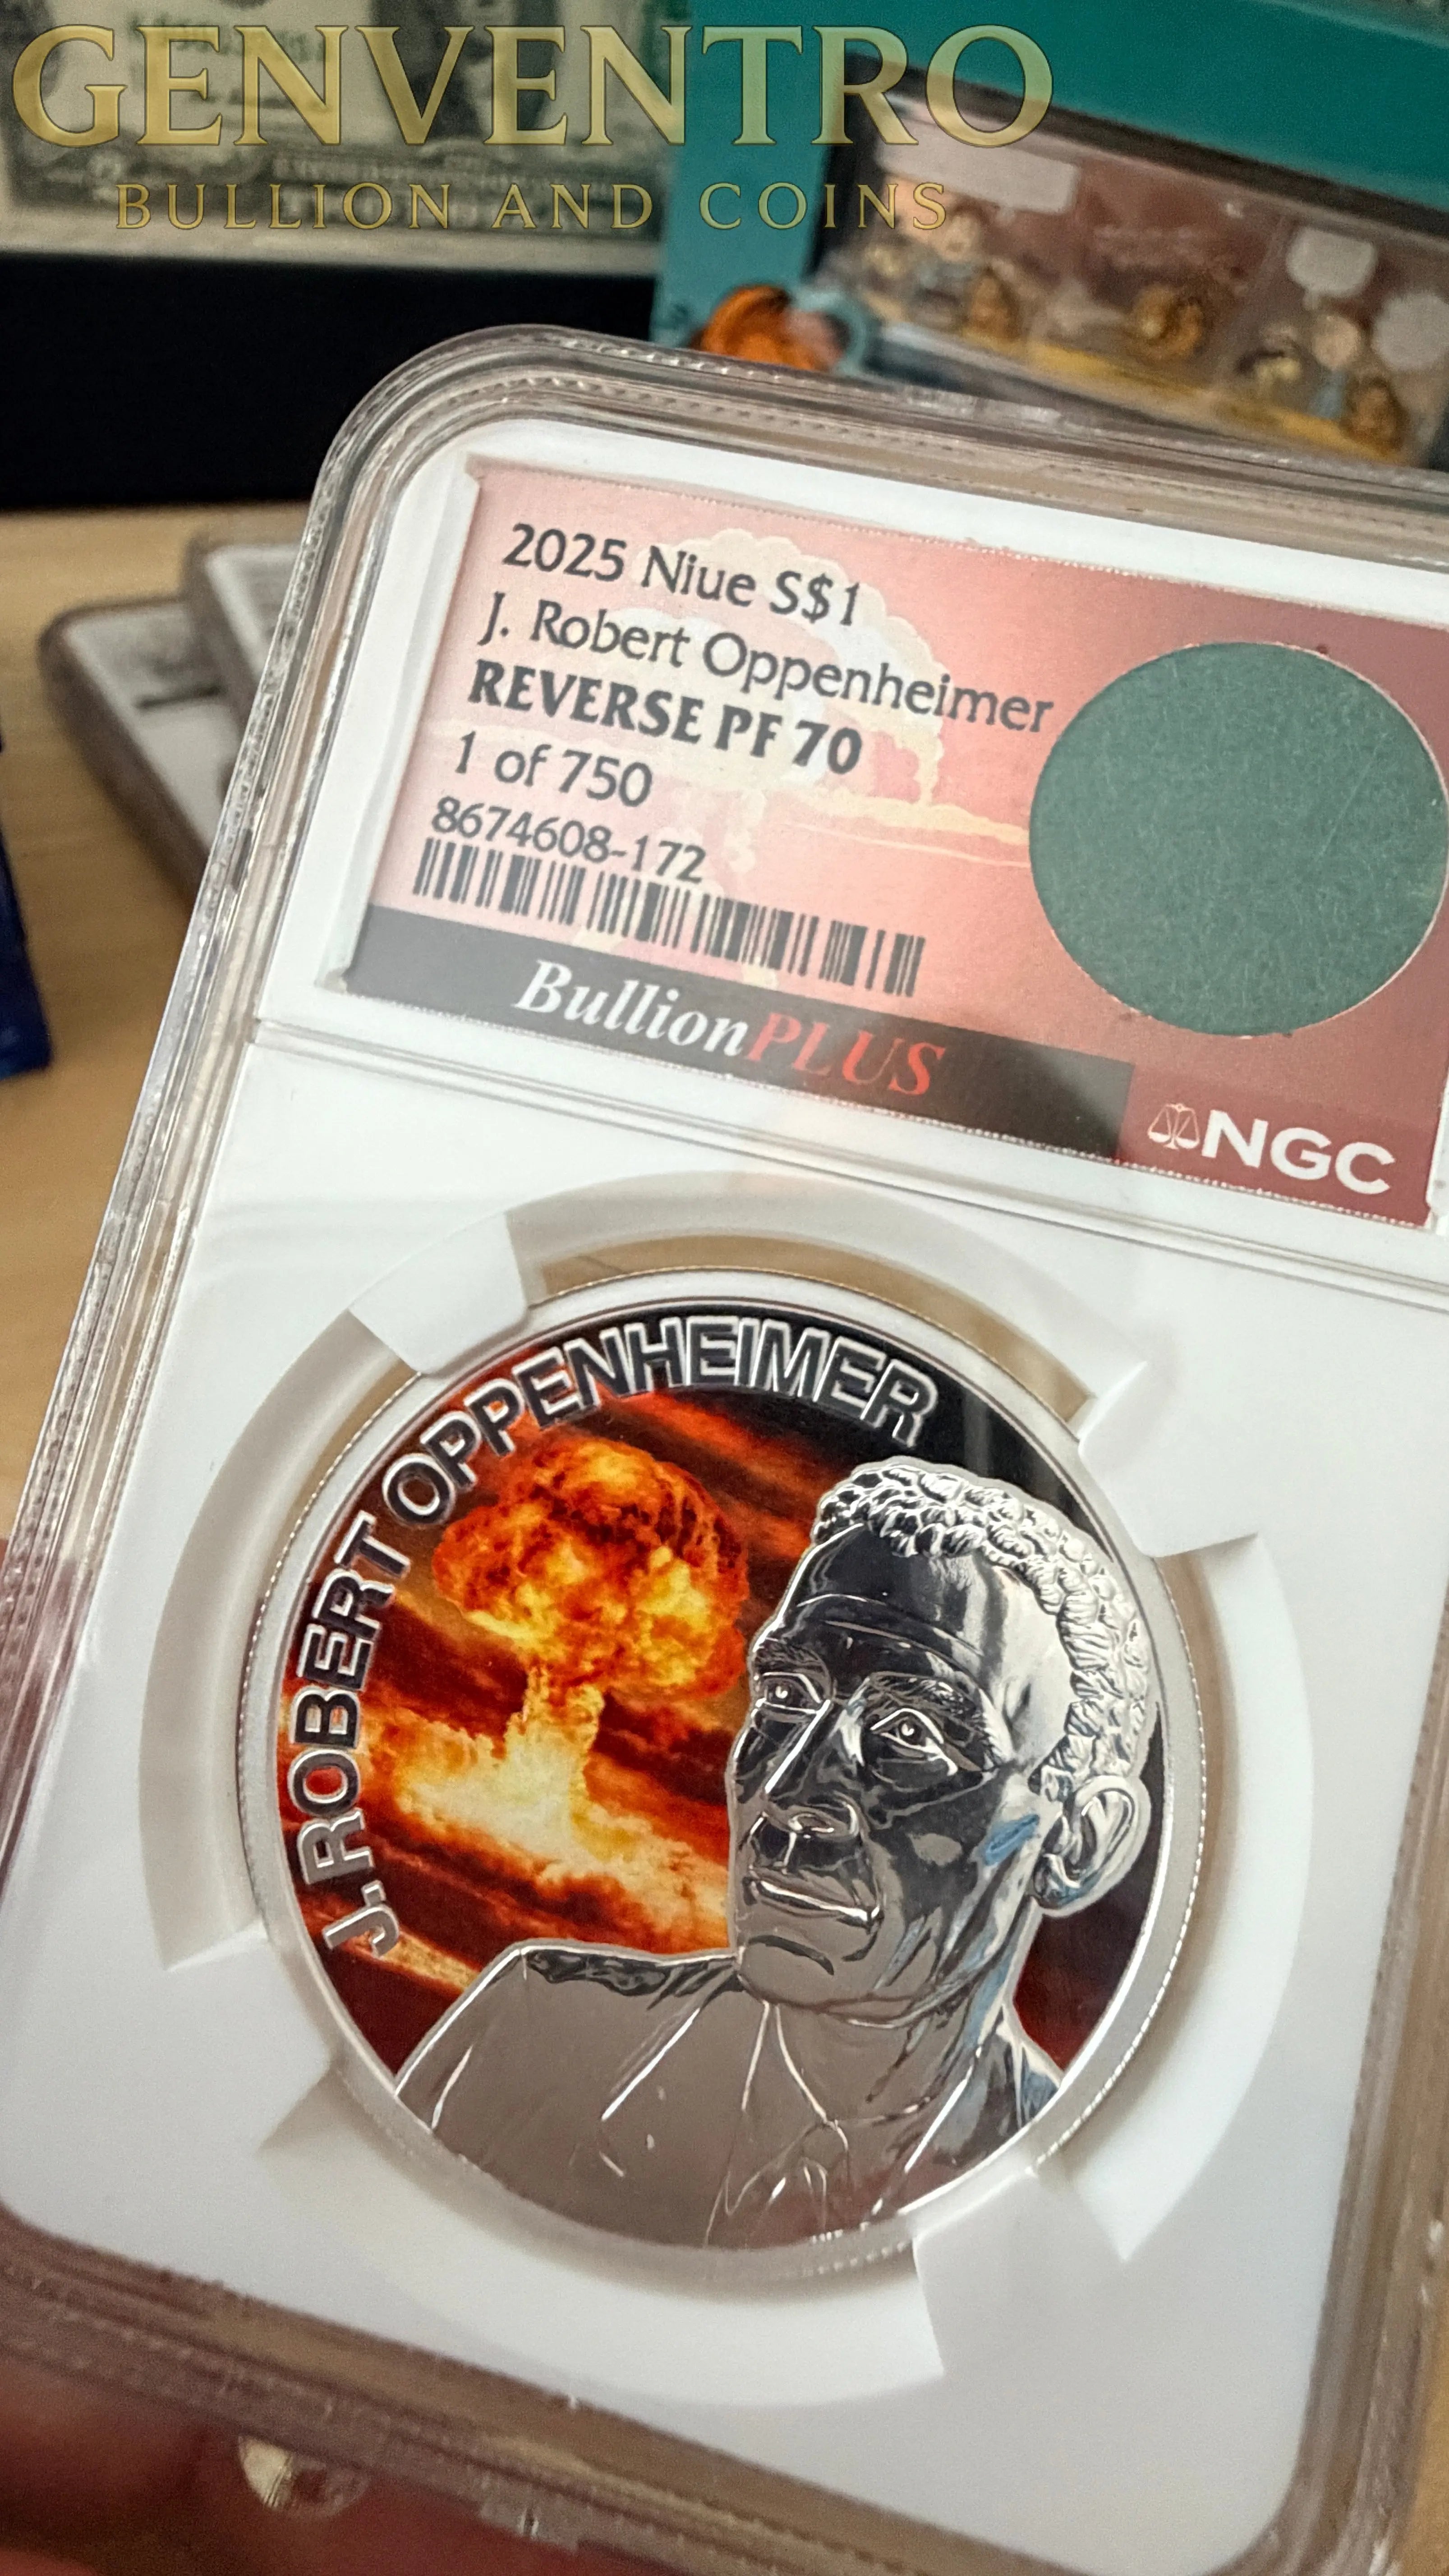 GENVENTRO
BULLION AND COINS
2025 Niue S$1
J. Robert Oppenheimer
REVERSE PF 70
1 of 750
8674608-172
BullionPLUS
NGC
J. ROBERT OPPENHEIMER